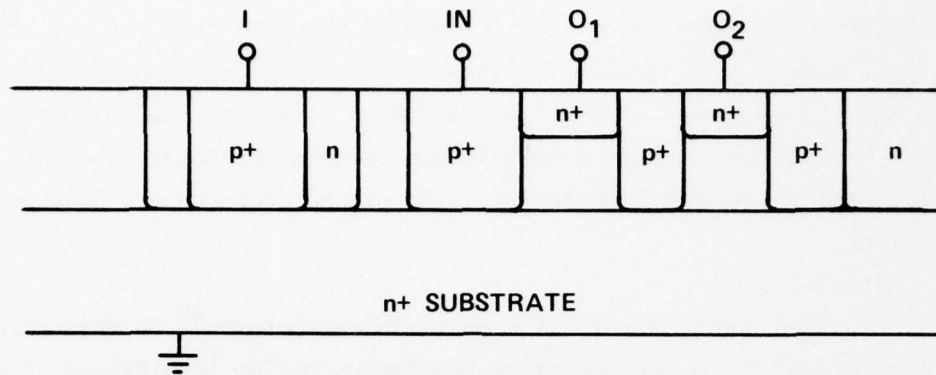 I IN O1 O2
n+ n+
p+ n p+ p+ p+ n
n+ SUBSTRATE